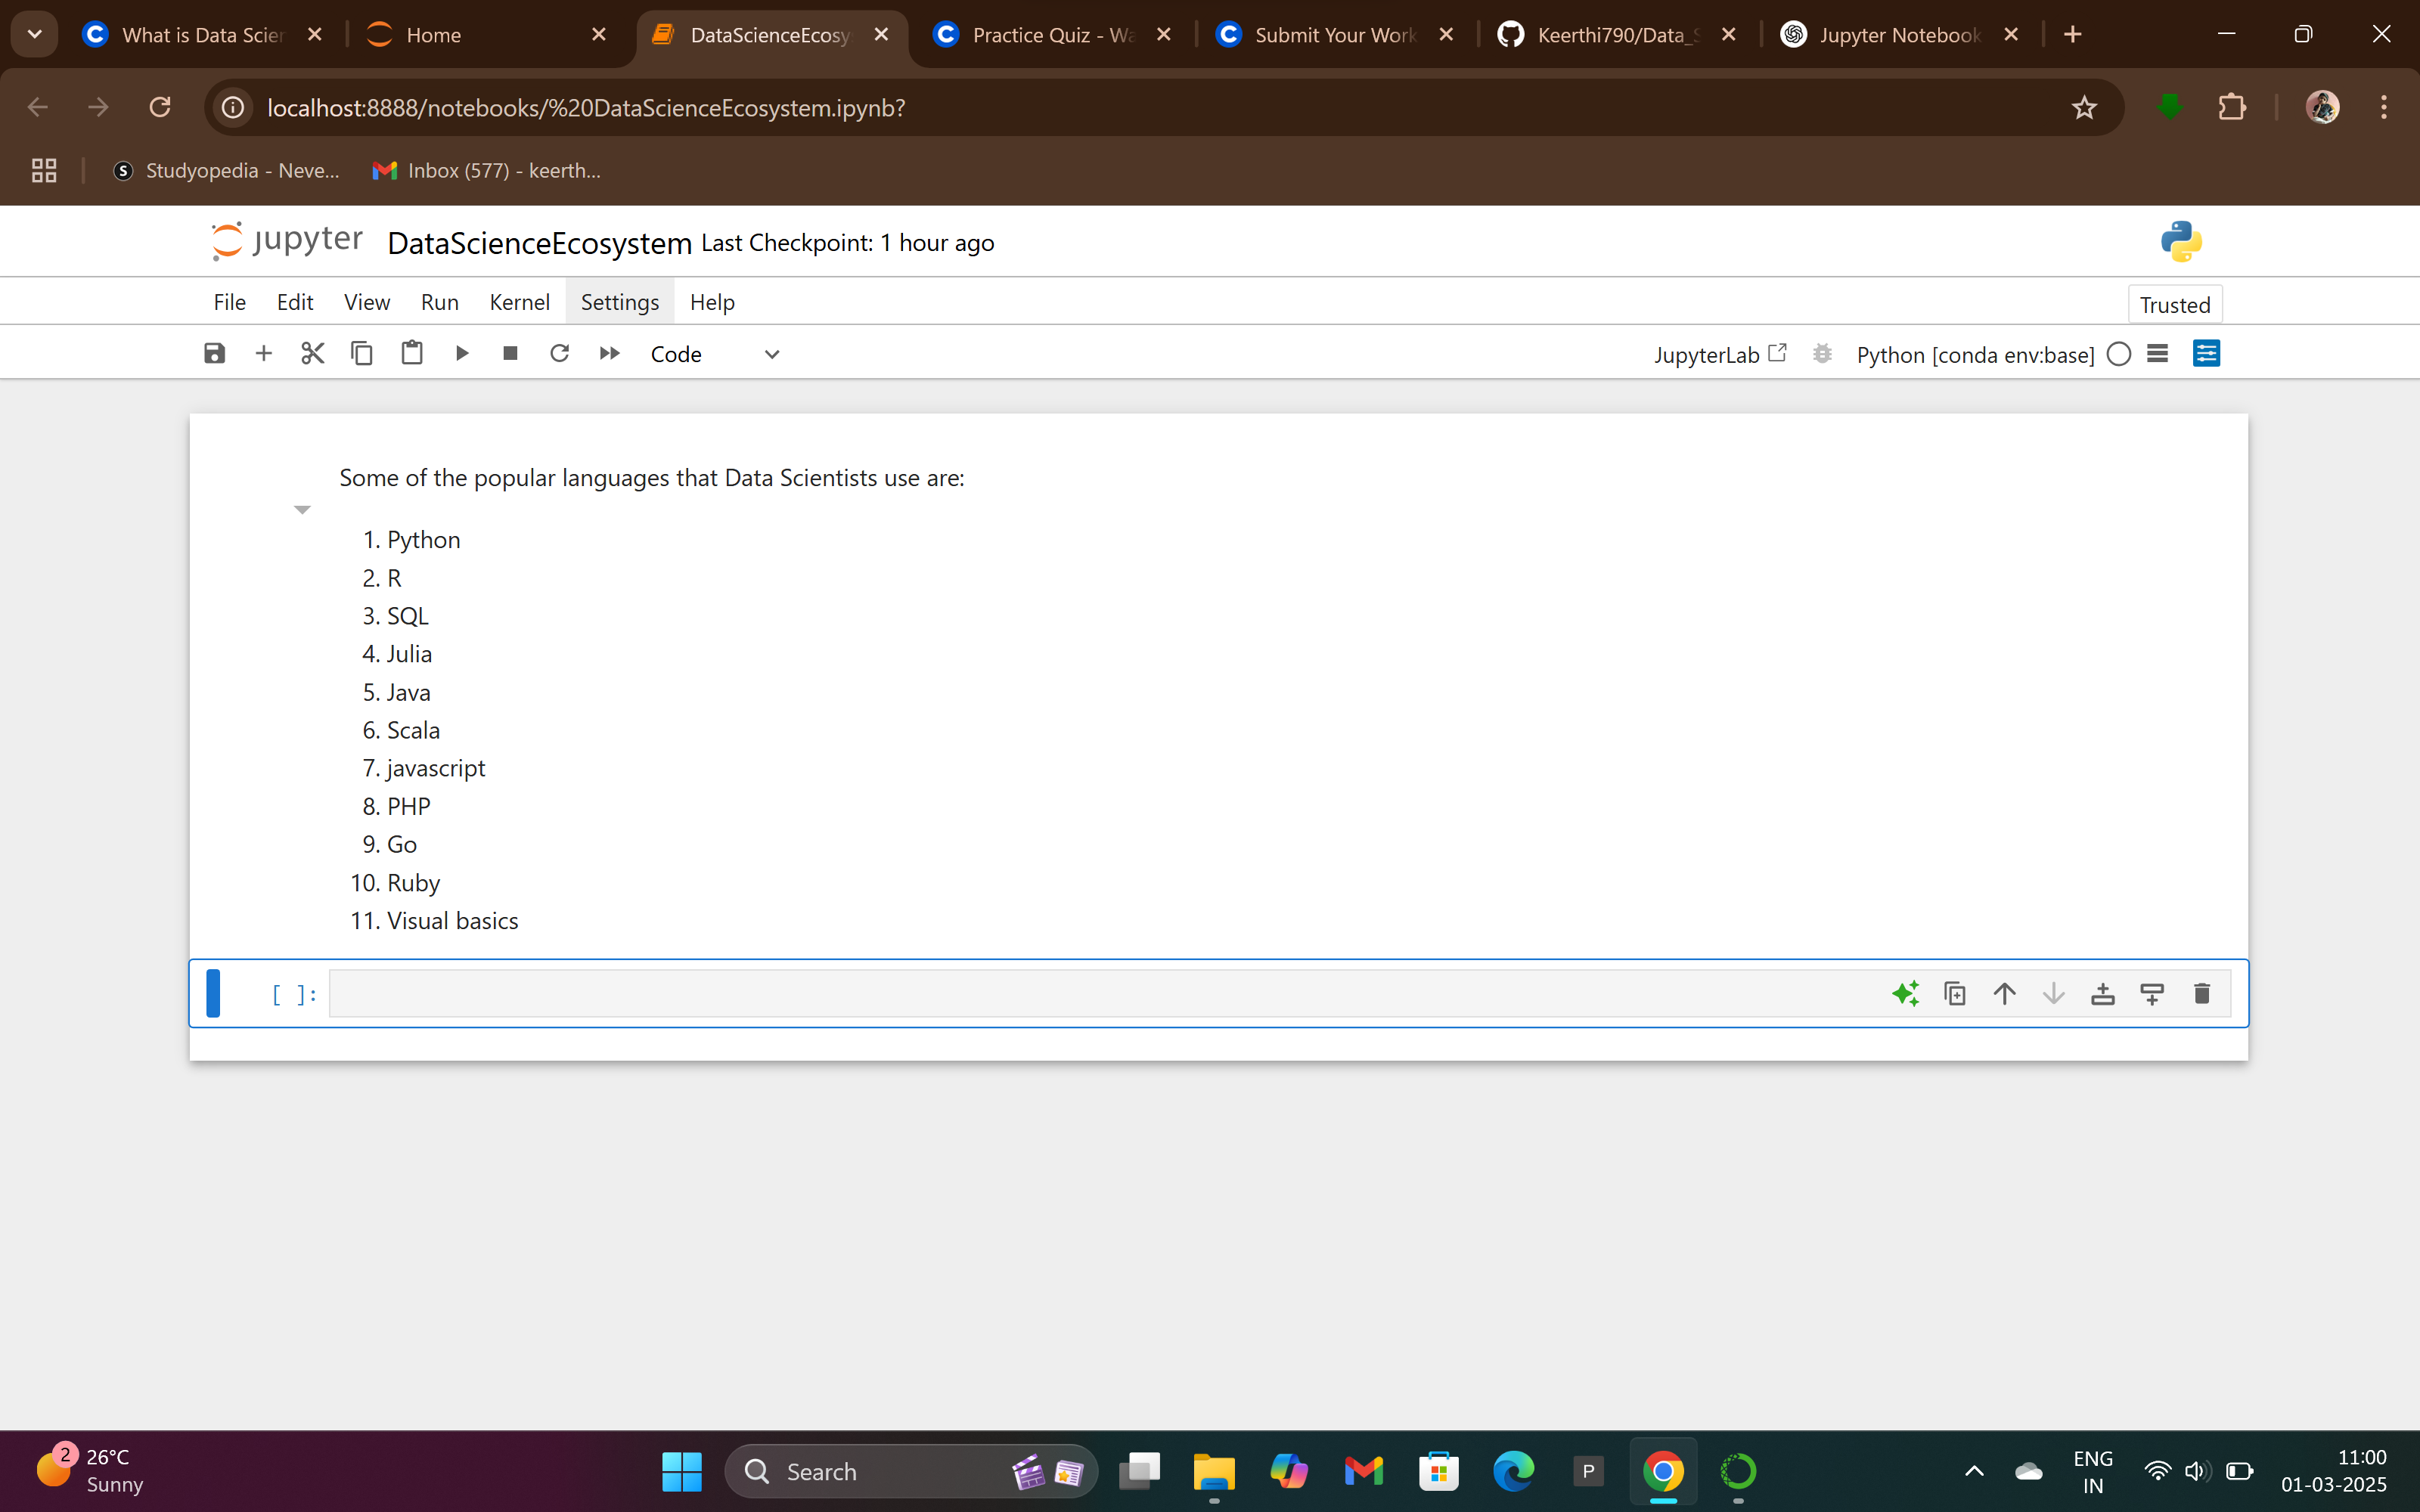 What is Data Scien
Home
DataScienceEcosy
Practice Quiz - Wa
Submit Your Work
Keerthi790/Data_S
Jupyter Notebook
localhost:8888/notebooks/%20DataScienceEcosystem.ipynb?
Studyopedia - Neve...
Inbox (577) - keerth...
jupyter DataScienceEcosystem Last Checkpoint: 1 hour ago
File Edit View Run Kernel Settings Help
Trusted
Code
JupyterLab
Python [conda env:base]
Some of the popular languages that Data Scientists use are:
1. Python
2. R
3. SQL
4. Julia
5. Java
6. Scala
7. javascript
8. PHP
9. Go
10. Ruby
11. Visual basics
[ ]:
2
26°C
Sunny
Search
P
ENG
IN
11:00
01-03-2025